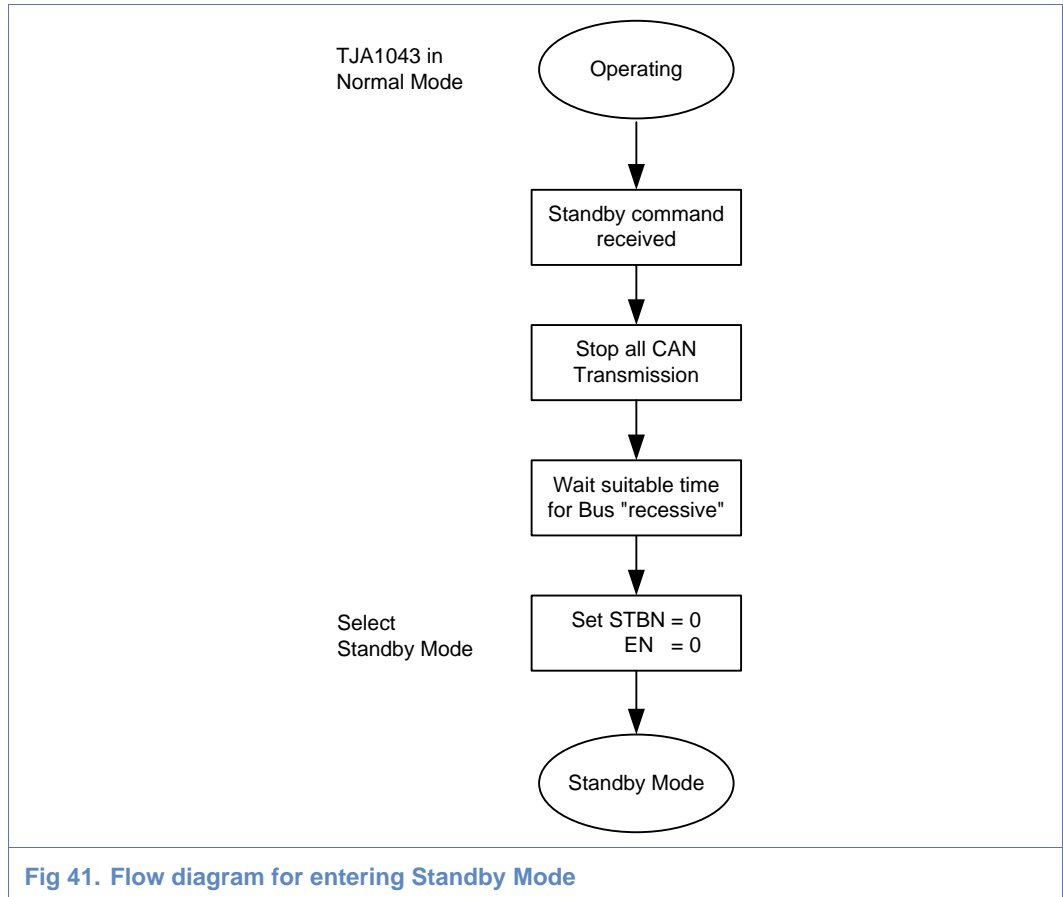 TJA1043 in
Normal Mode
Operating
Standby command
received
Stop all CAN
Transmission
Wait suitable time
for Bus "recessive"
Select
Standby Mode
Set STBN = 0
EN = 0
Standby Mode
Fig 41. Flow diagram for entering Standby Mode